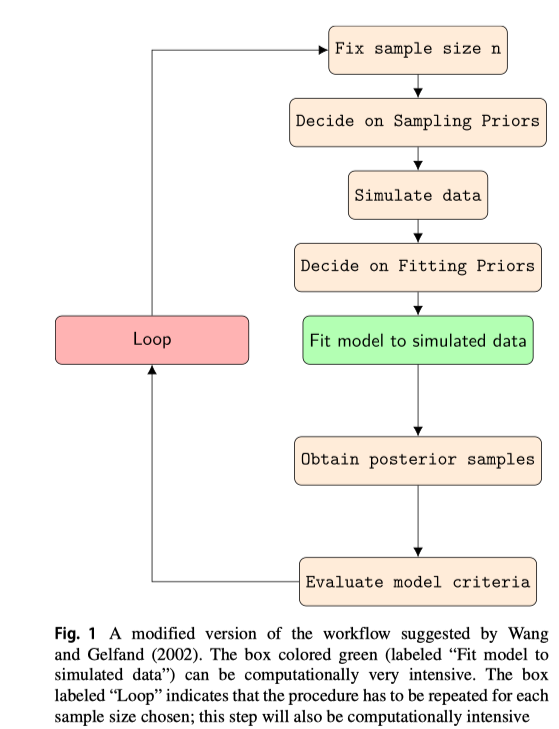 Fix sample size n
Decide on Sampling Priors
Simulate data
Decide on Fitting Priors
Loop
Fit model to simulated data
Obtain posterior samples
Evaluate model criteria
Fig. 1 A modified version of the workflow suggested by Wang
and Gelfand (2002). The box colored green (labeled “Fit model to
simulated data”) can be computationally very intensive. The box
labeled “Loop” indicates that the procedure has to be repeated for each
sample size chosen; this step will also be computationally intensive